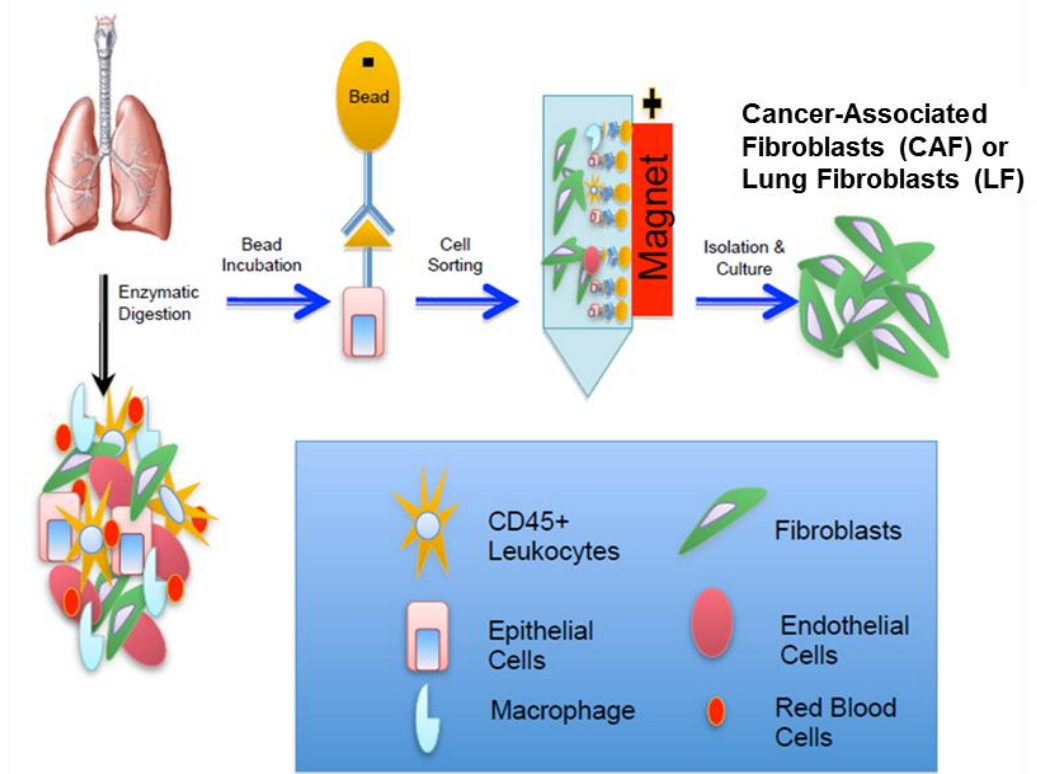 Bead
Cancer-Associated
Fibroblasts (CAF) or
Lung Fibroblasts (LF)
Magnet
Enzymatic
Digestion
Bead
Incubation
Cell
Sorting
Isolation &
Culture
CD45+
Leukocytes
Fibroblasts
Epithelial
Cells
Endothelial
Cells
Macrophage
Red Blood
Cells